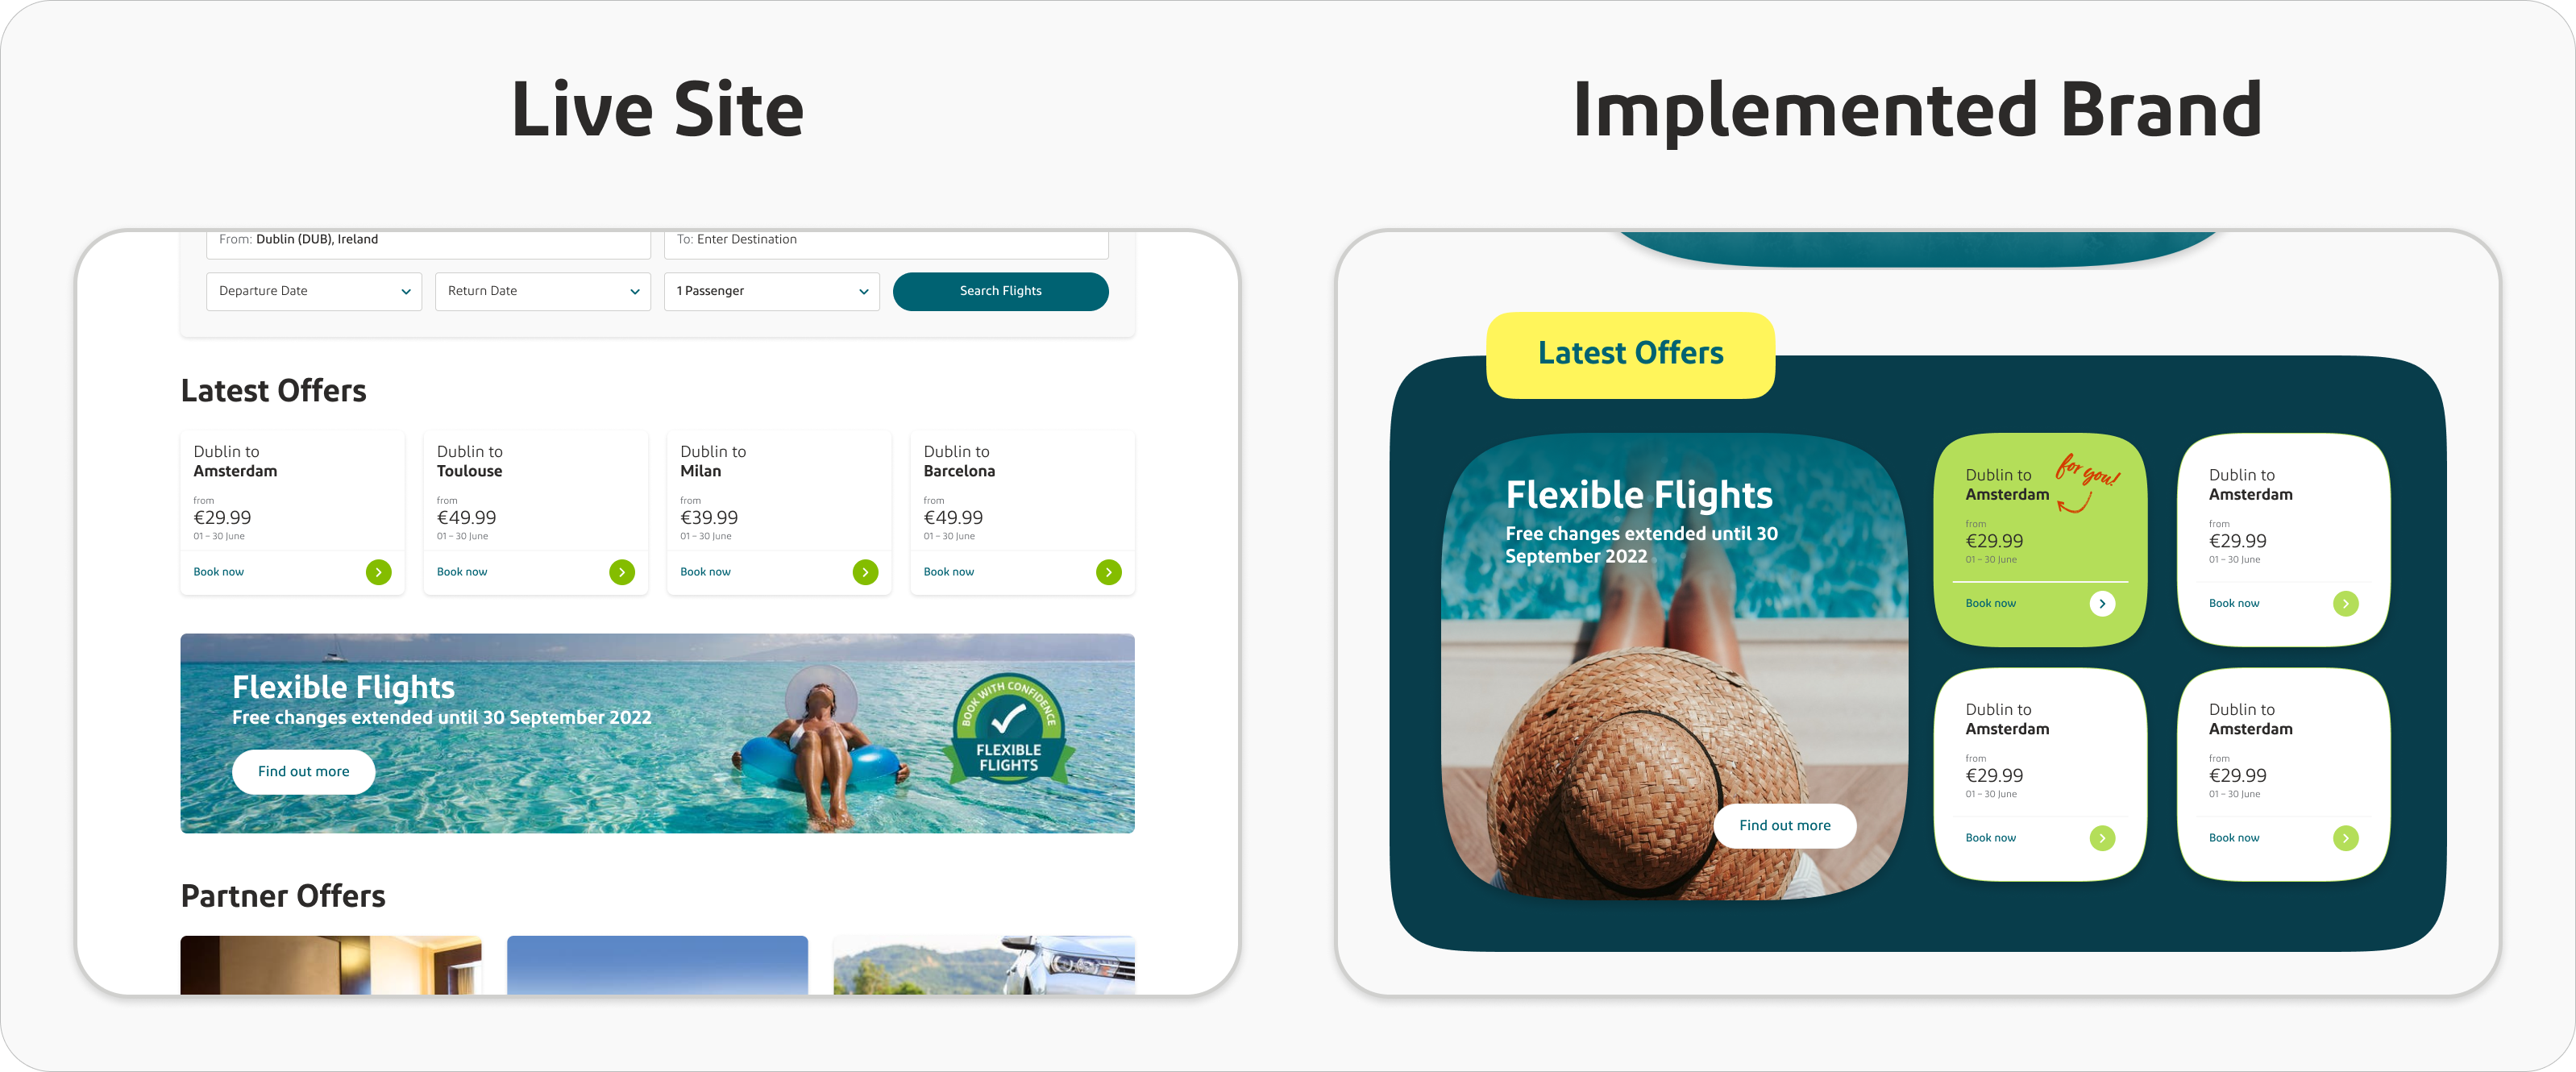 Live Site
From: Dublin (DUB), Ireland
To: Enter Destination
Departure Date
Return Date
1 Passenger
Search Flights
Latest Offers
Dublin to
Amsterdam
from
€29.99
01 – 30 June
Book now
Dublin to
Toulouse
from
€49.99
01 – 30 June
Book now
Dublin to
Milan
from
€39.99
01 – 30 June
Book now
Dublin to
Barcelona
from
€49.99
01 – 30 June
Book now
Flexible Flights
Free changes extended until 30 September 2022
Find out more
BOOK WITH CONFIDENCE
FLEXIBLE
FLIGHTS
Partner Offers
Implemented Brand
Latest Offers
Flexible Flights
Free changes extended until 30
September 2022
Find out more
Dublin to
Amsterdam
for you!
from
€29.99
01 – 30 June
Book now
Dublin to
Amsterdam
from
€29.99
01 – 30 June
Book now
Dublin to
Amsterdam
from
€29.99
01 – 30 June
Book now
Dublin to
Amsterdam
from
€29.99
01 – 30 June
Book now